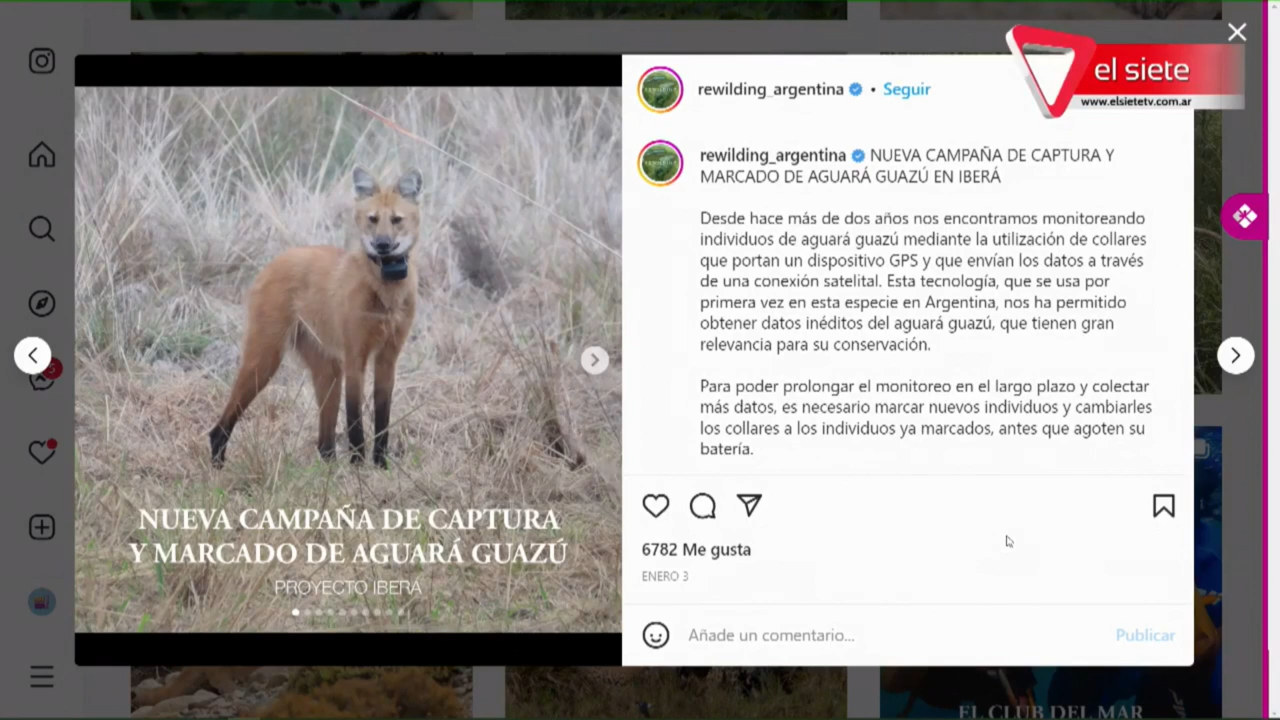 el siete
www.elsietetv.com.ar
rewilding_argentina • Seguir
rewilding_argentina NUEVA CAMPAÑA DE CAPTURA Y
MARCADO DE AGUARÁ GUAZÚ EN IBERÁ
Desde hace más de dos años nos encontramos monitoreando
individuos de aguará guazú mediante la utilización de collares
que portan un dispositivo GPS y que envían los datos a través
de una conexión satelital. Esta tecnología, que se usa por
primera vez en esta especie en Argentina, nos ha permitido
obtener datos inéditos del aguará guazú, que tienen gran
relevancia para su conservación.
Para poder prolongar el monitoreo en el largo plazo y colectar
más datos, es necesario marcar nuevos individuos y cambiarles
los collares a los individuos ya marcados, antes que agoten su
batería.
NUEVA CAMPAÑA DE CAPTURA
Y MARCADO DE AGUARÁ GUAZÚ
PROYECTO IBERÁ
6782 Me gusta
ENERO 3
Añade un comentario...
Publicar
EL CLUB DEL MAR